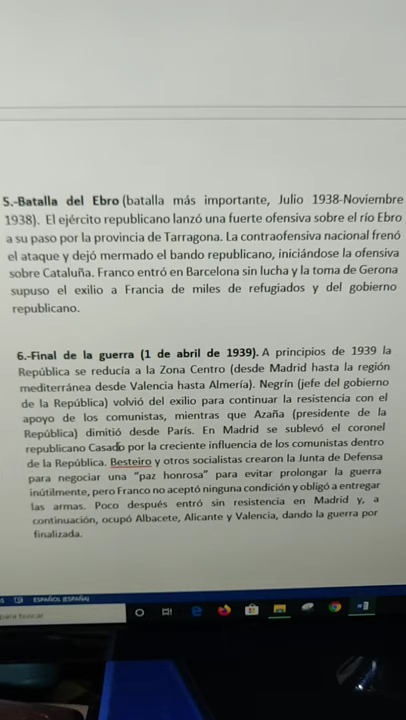 5.-Batalla del Ebro (batalla más importante, Julio 1938-Noviembre
1938). El ejército republicano lanzó una fuerte ofensiva sobre el río Ebro
a su paso por la provincia de Tarragona. La contraofensiva nacional frenó
el ataque y dejó mermado el bando republicano, iniciándose la ofensiva
sobre Cataluña. Franco entró en Barcelona sin lucha y la toma de Gerona
supuso el exilio a Francia de miles de refugiados y del gobierno
republicano.
6.-Final de la guerra (1 de abril de 1939). A principios de 1939 la
República se reducía a la Zona Centro (desde Madrid hasta la región
mediterránea desde Valencia hasta Almería). Negrín (jefe del gobierno
de la República) volvió del exilio para continuar la resistencia con el
apoyo de los comunistas, mientras que Azaña (presidente de la
República) dimitió desde París. En Madrid se sublevó el coronel
republicano Casado por la creciente influencia de los comunistas dentro
de la República. Besteiro y otros socialistas crearon la Junta de Defensa
para negociar una "paz honrosa" para evitar prolongar la guerra
inútilmente, pero Franco no aceptó ninguna condición y obligó a entregar
las armas. Poco después entró sin resistencia en Madrid y, a
continuación, ocupó Albacete, Alicante y Valencia, dando la guerra por
finalizada.
ESPAÑOL (ESPAÑA)
para buscar